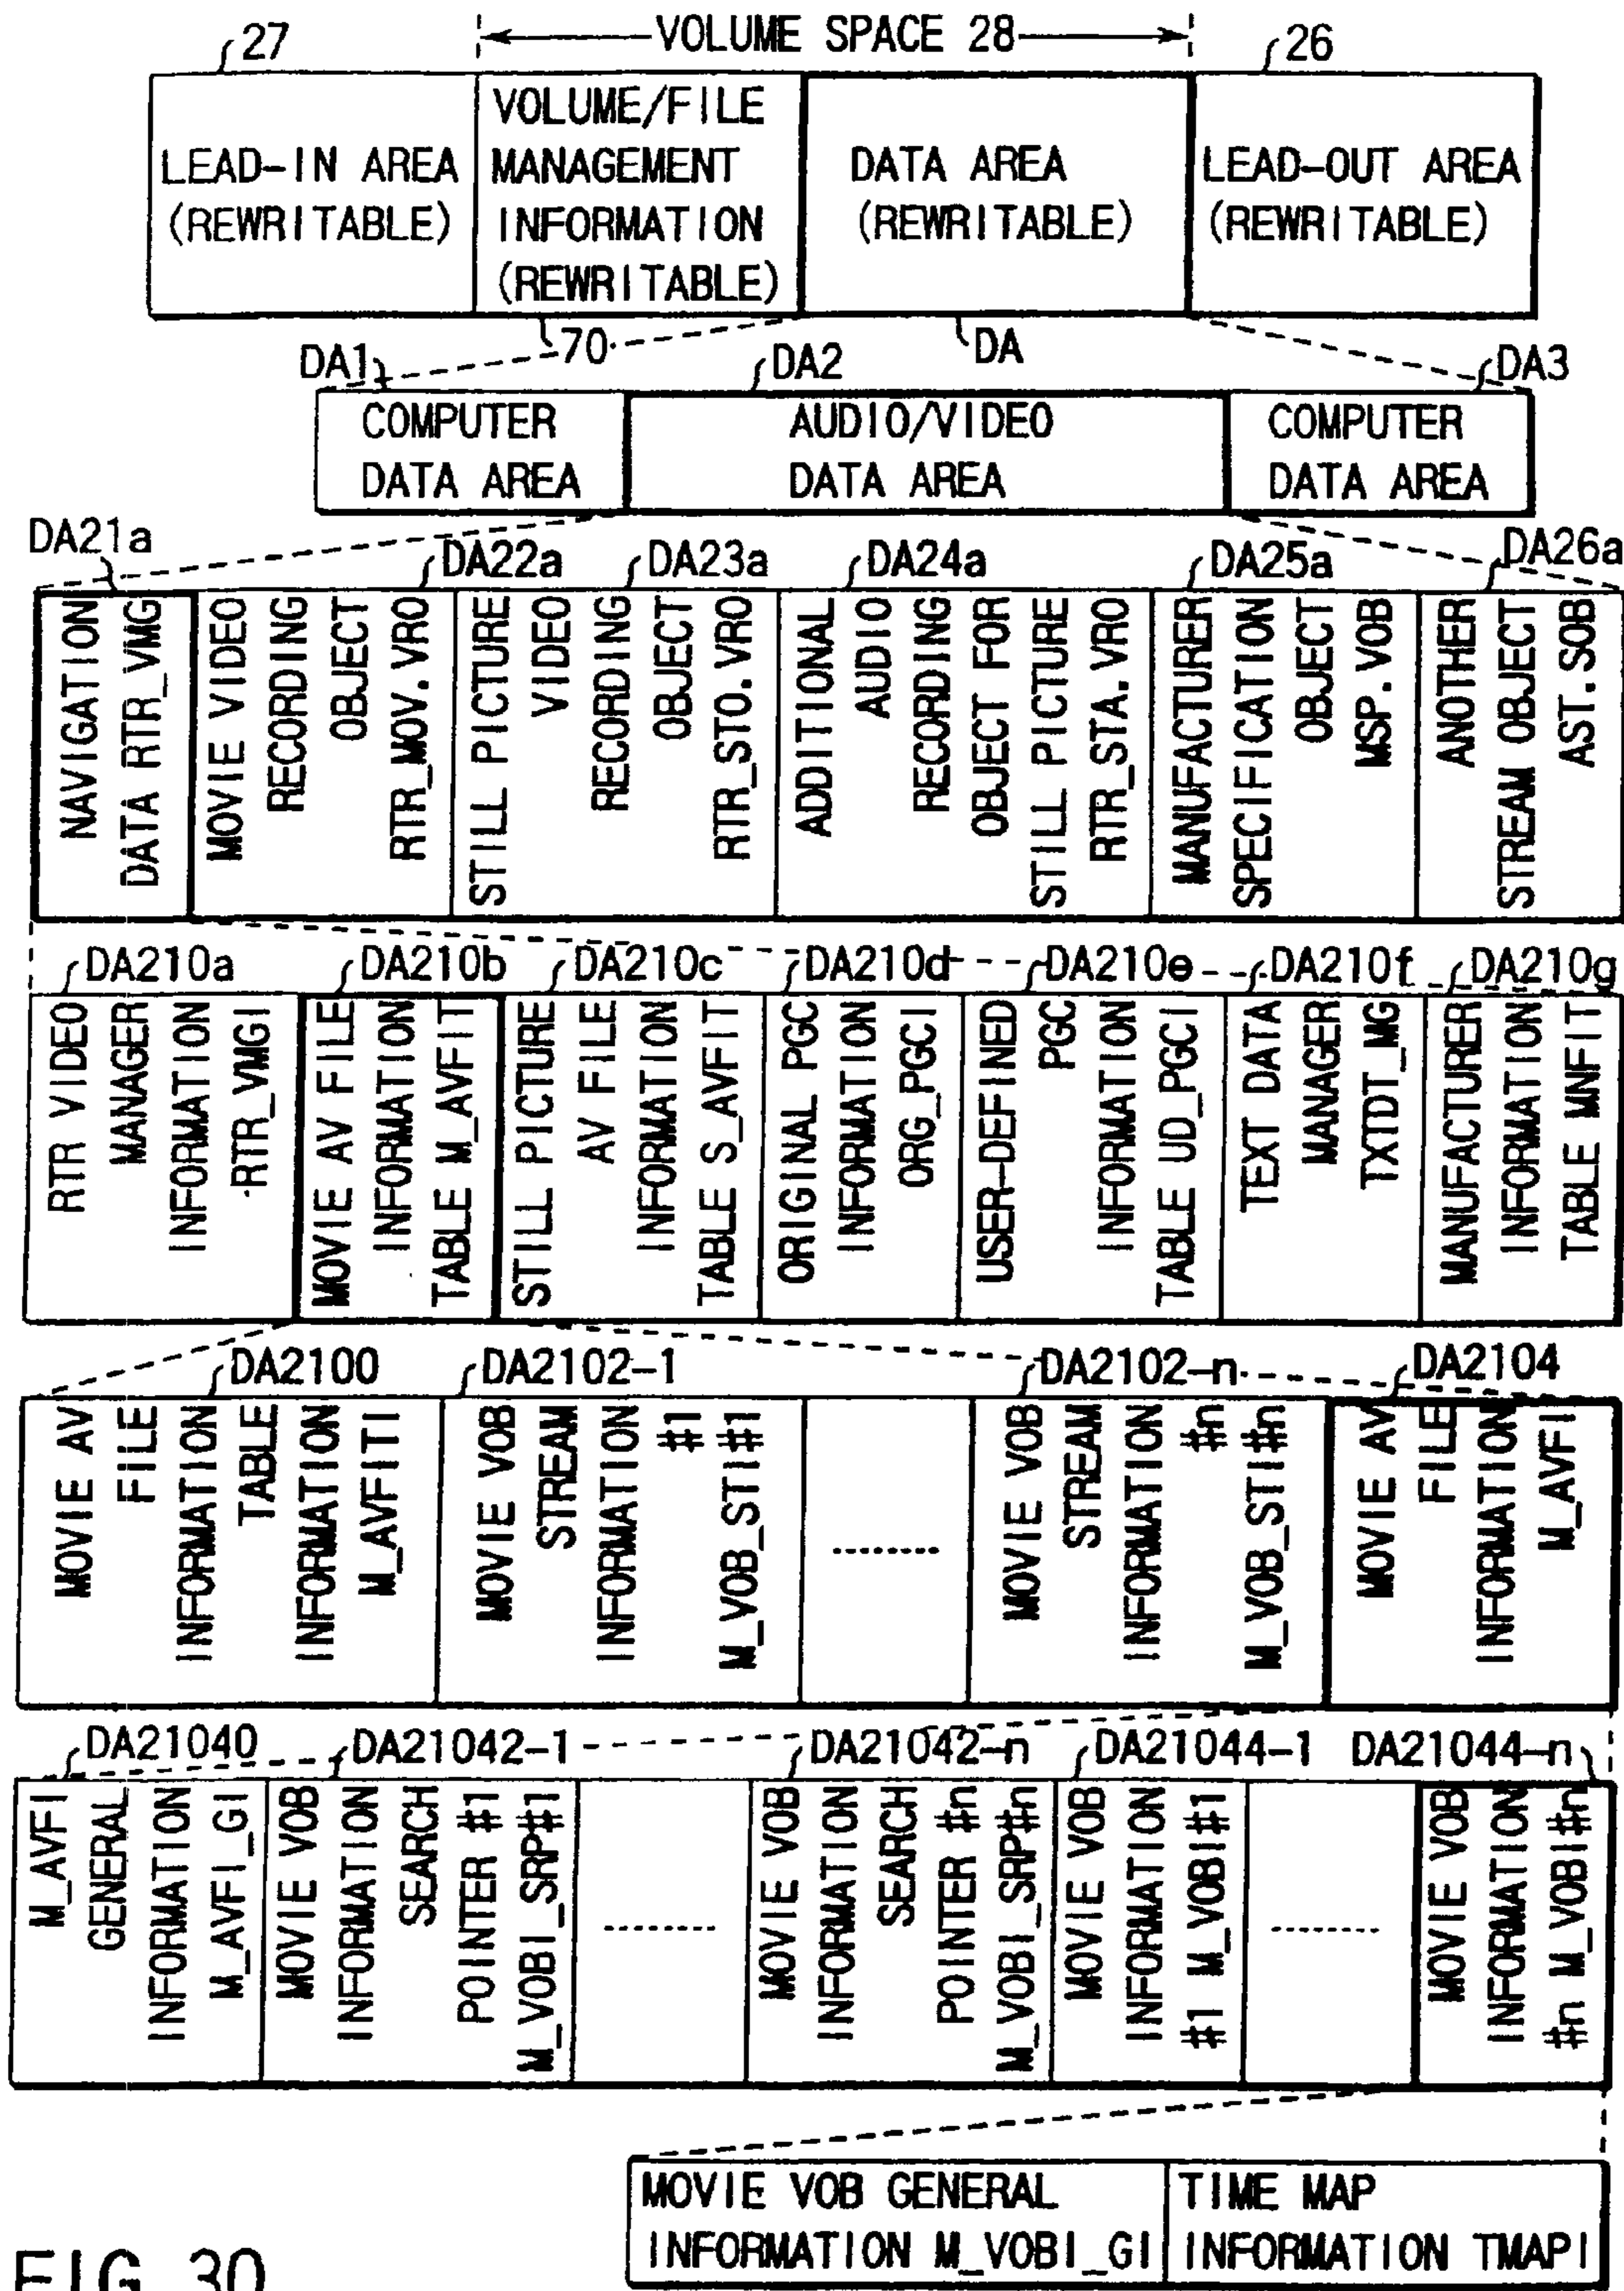 27
VOLUME SPACE 28
26
LEAD-IN AREA
(REWRITABLE)
VOLUME/FILE
MANAGEMENT
INFORMATION
(REWRITABLE)
DATA AREA
(REWRITABLE)
LEAD-OUT AREA
(REWRITABLE)
70
DA
DA1
DA2
DA3
COMPUTER
DATA AREA
AUDIO/VIDEO
DATA AREA
COMPUTER
DATA AREA
DA21a
DA22a
DA23a
DA24a
DA25a
DA26a
NAVIGATION
DATA RTR_VMG
MOVIE VIDEO
RECORDING
OBJECT
RTR_MOV.VRO
STILL PICTURE
VIDEO
RECORDING
OBJECT
RTR_STO.VRO
ADDITIONAL
AUDIO
RECORDING
OBJECT FOR
STILL PICTURE
RTR_STA.VRO
MANUFACTURER
SPECIFICATION
OBJECT
MSP.VOB
ANOTHER
STREAM OBJECT
AST.SOB
DA210a
DA210b
DA210c
DA210d
DA210e
DA210f
DA210g
RTR VIDEO
MANAGER
INFORMATION
RTR_VMGI
MOVIE AV FILE
INFORMATION
TABLE M_AVFIT
STILL PICTURE
AV FILE
INFORMATION
TABLE S_AVFIT
ORIGINAL PGC
INFORMATION
ORG_PGCI
USER-DEFINED
PGC
INFORMATION
TABLE UD_PGCI
TEXT DATA
MANAGER
TXTDT_MG
MANUFACTURER
INFORMATION
TABLE MNFIT
DA2100
DA2102-1
DA2102-n
DA2104
MOVIE AV
FILE
INFORMATION
TABLE
INFORMATION
M_AVFITI
MOVIE VOB
STREAM
INFORMATION
#1
M_VOB_STI#1
........
MOVIE VOB
STREAM
INFORMATION
#n
M_VOB_STI#n
MOVIE AV
FILE
INFORMATION
M_AVFI
DA21040
DA21042-1
DA21042-n
DA21044-1
DA21044-n
M_AVFI
GENERAL
INFORMATION
M_AVFI_GI
MOVIE VOB
INFORMATION
SEARCH
POINTER #1
M_VOBI_SRP#1
........
MOVIE VOB
INFORMATION
SEARCH
POINTER #n
M_VOBI_SRP#n
MOVIE VOB
INFORMATION
#1 M_VOBI#1
........
MOVIE VOB
INFORMATION
#n M_VOBI#n
MOVIE VOB GENERAL
INFORMATION M_VOBI_GI
TIME MAP
INFORMATION TMAPI
FIG. 30